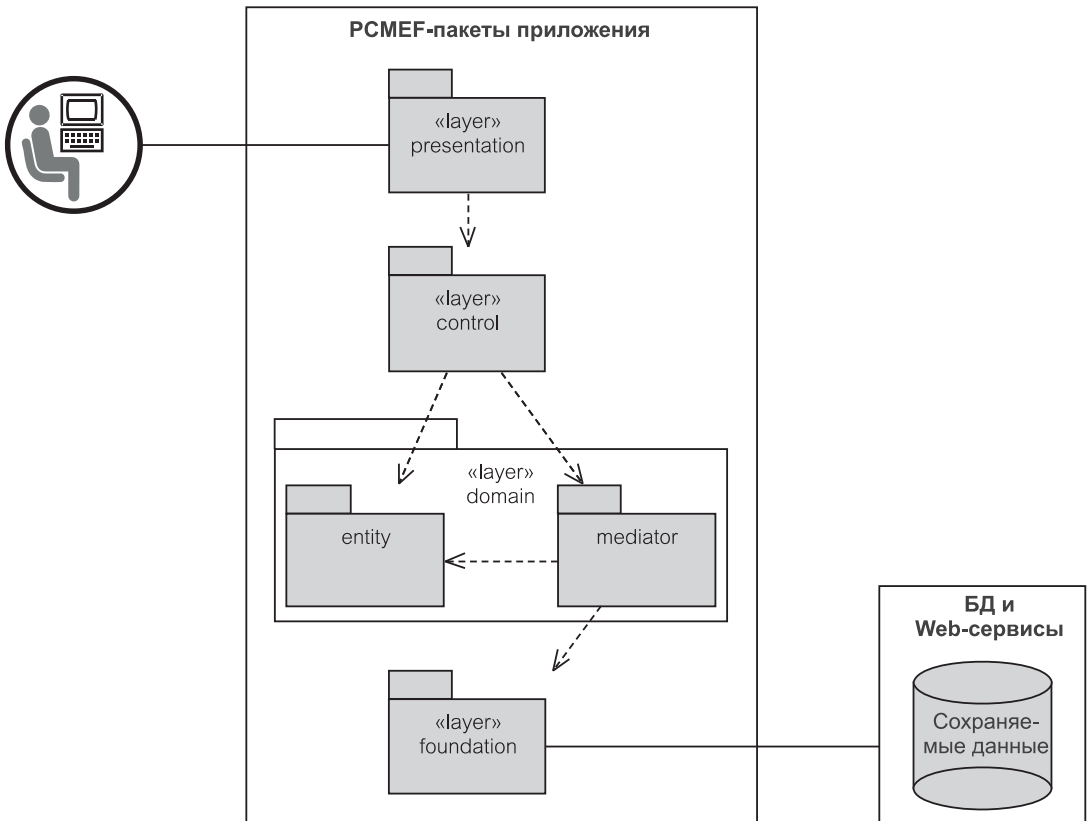 PCMEF-пакеты приложения
«layer»
presentation
«layer»
control
«layer»
domain
entity
mediator
«layer»
foundation
БД и
Web-сервисы
Сохраняе-
мые данные